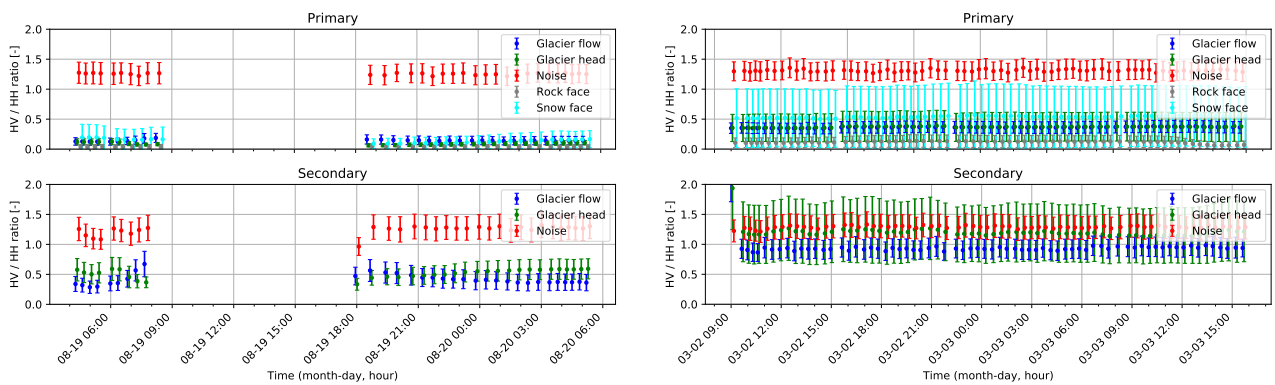 Primary
HV / HH ratio [-]
2.0
1.5
1.0
0.5
0.0
Glacier flow
Glacier head
Noise
Rock face
Snow face
Secondary
HV / HH ratio [-]
2.0
1.5
1.0
0.5
0.0
Glacier flow
Glacier head
Noise
08-19 06:00
08-19 09:00
08-19 12:00
08-19 15:00
08-19 18:00
08-19 21:00
08-20 00:00
08-20 03:00
08-20 06:00
Time (month-day, hour)
Primary
HV / HH ratio [-]
2.0
1.5
1.0
0.5
0.0
Glacier flow
Glacier head
Noise
Rock face
Snow face
Secondary
HV / HH ratio [-]
2.0
1.5
1.0
0.5
0.0
Glacier flow
Glacier head
Noise
03-02 09:00
03-02 12:00
03-02 15:00
03-02 18:00
03-02 21:00
03-03 00:00
03-03 03:00
03-03 06:00
03-03 09:00
03-03 12:00
03-03 15:00
Time (month-day, hour)